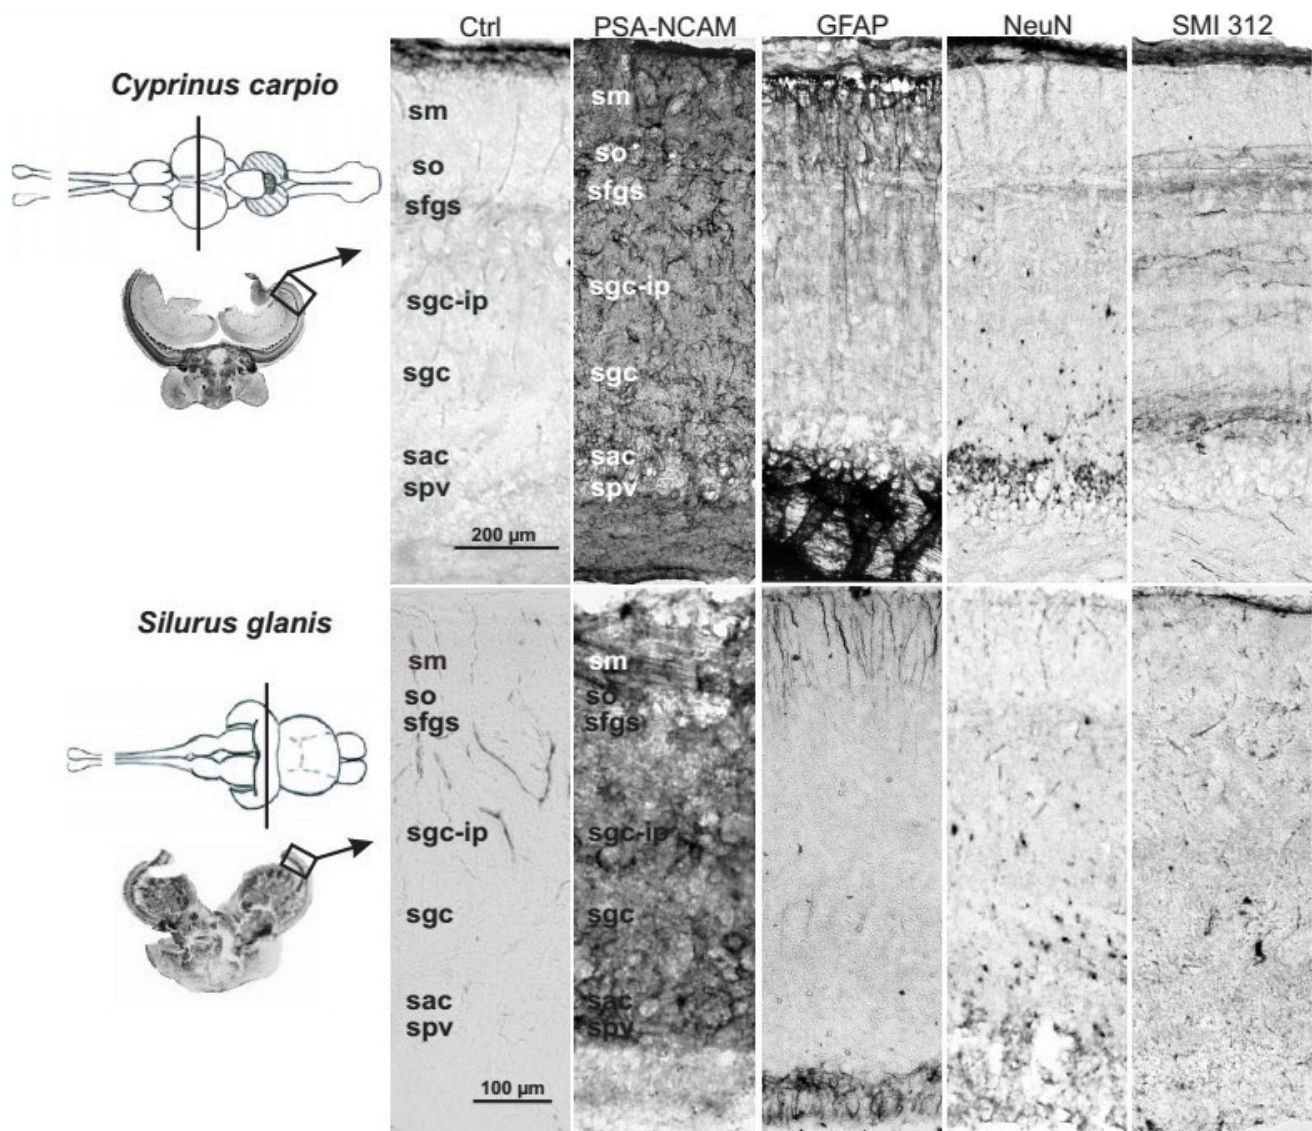 Ctrl PSA-NCAM GFAP NeuN SMI 312
Cyprinus carpio
sm sm
so so
sfgs sfgs
sgc-ip sgc-ip
sgc sgc
sac sac
spv spv
200 µm
Silurus glanis
sm sm
so so
sfgs sfgs
sgc-ip sgc-ip
sgc sgc
sac sac
spv spv
100 µm